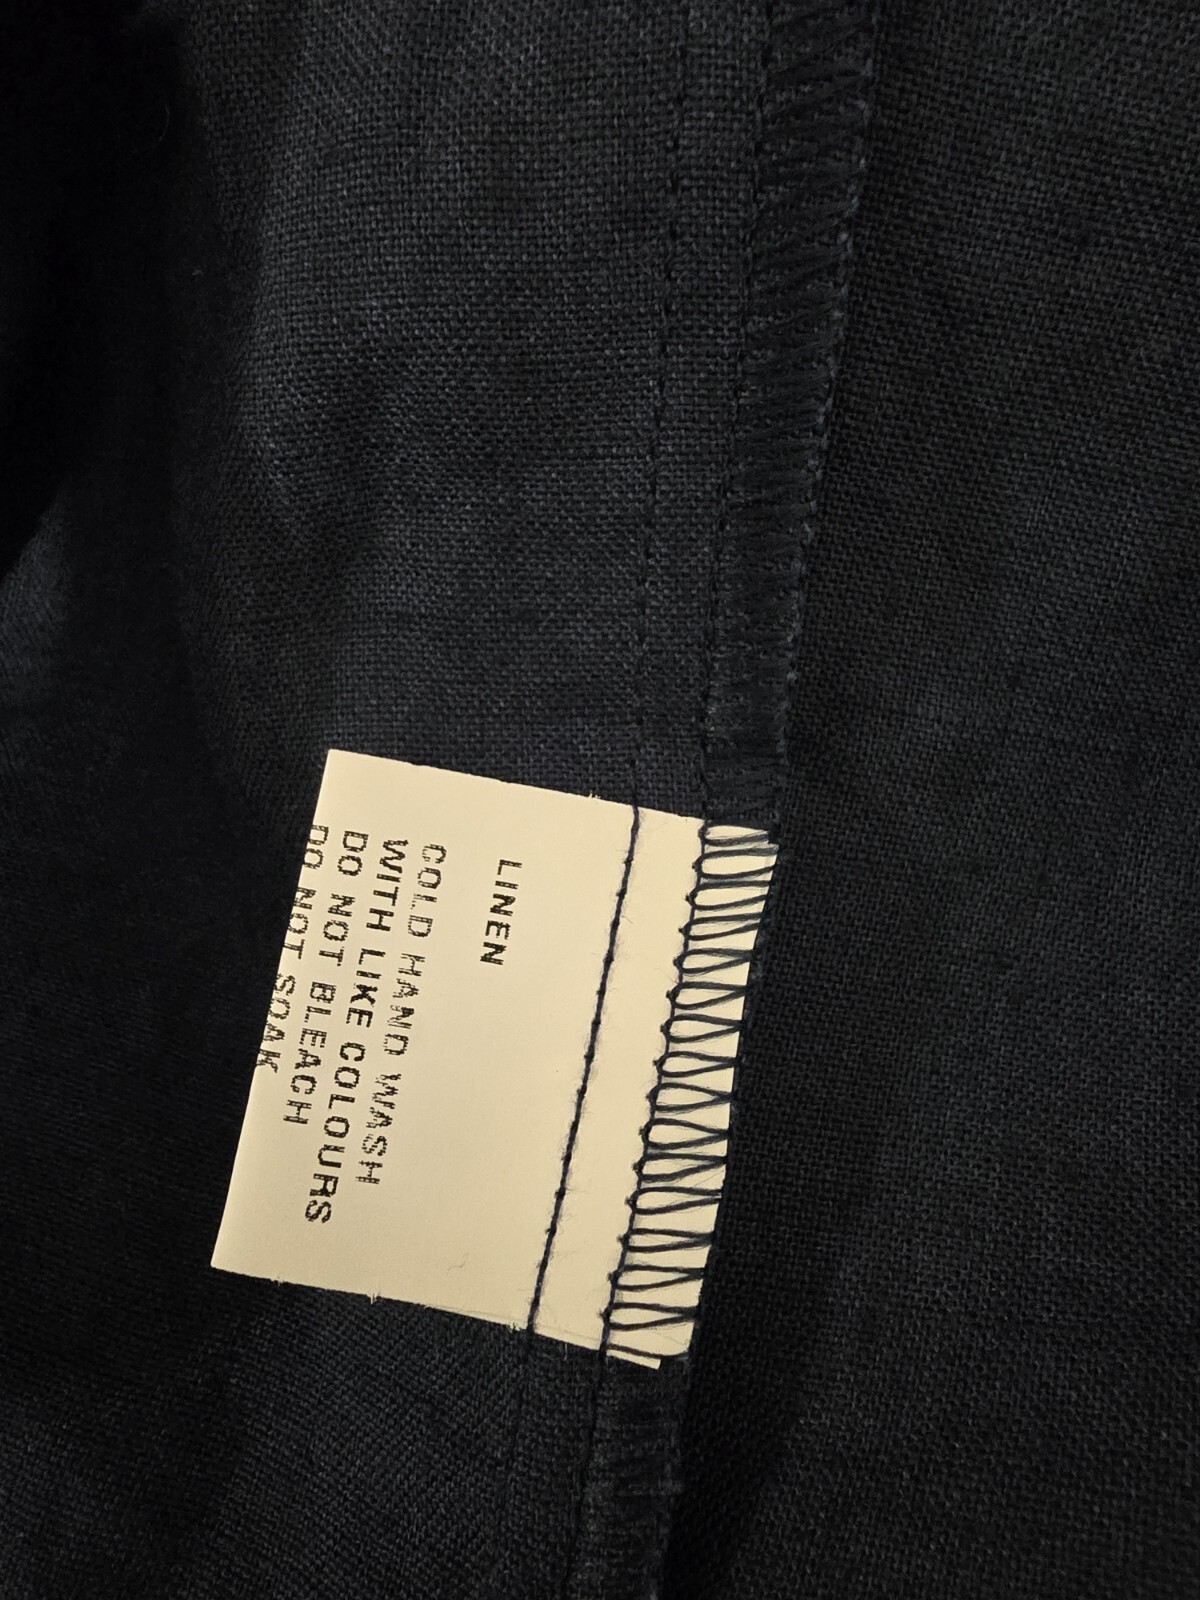 LINEN
COLD HAND WASH
WITH LIKE COLOURS
DO NOT BLEACH
DO NOT SOAK